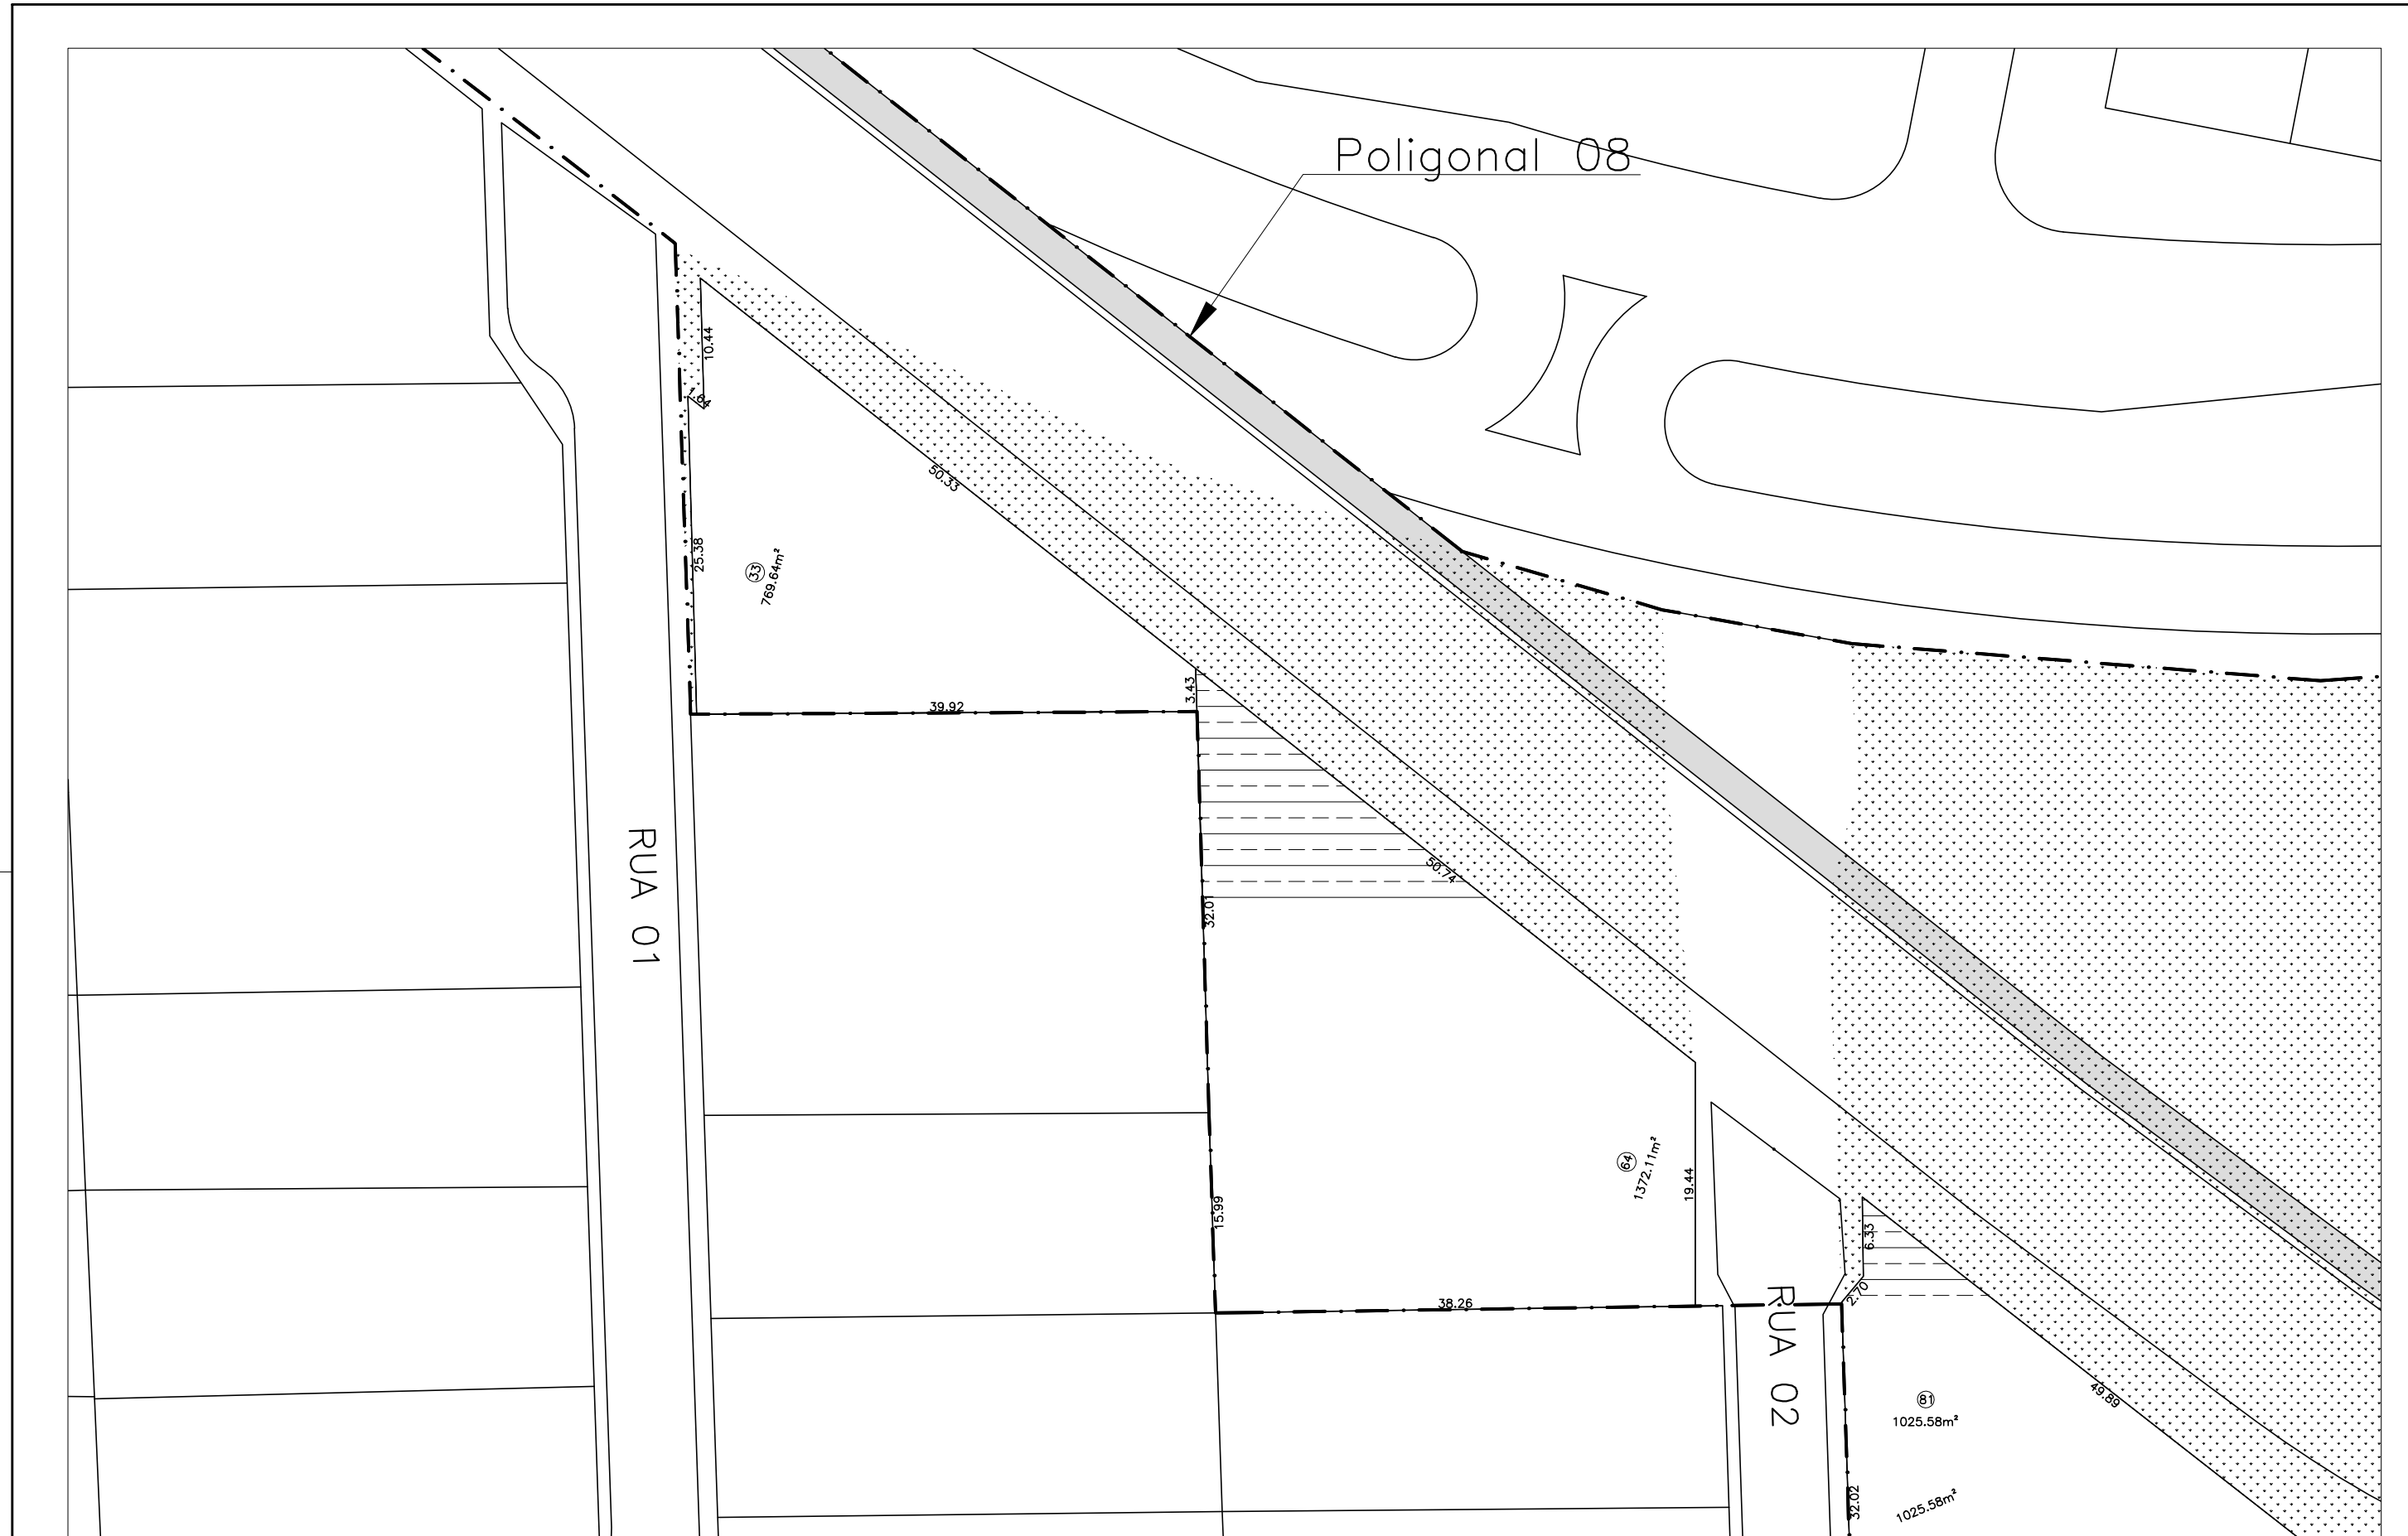 Poligonal 08
10.44
1.64
50.33
25.38
33
769.64m²
3.43
39.92
RUA 01
50.74
32.01
64
1372.11m²
19.44
15.99
6.33
2.70
38.26
RUA 02
49.89
81
1025.58m²
32.02
1025.58m²